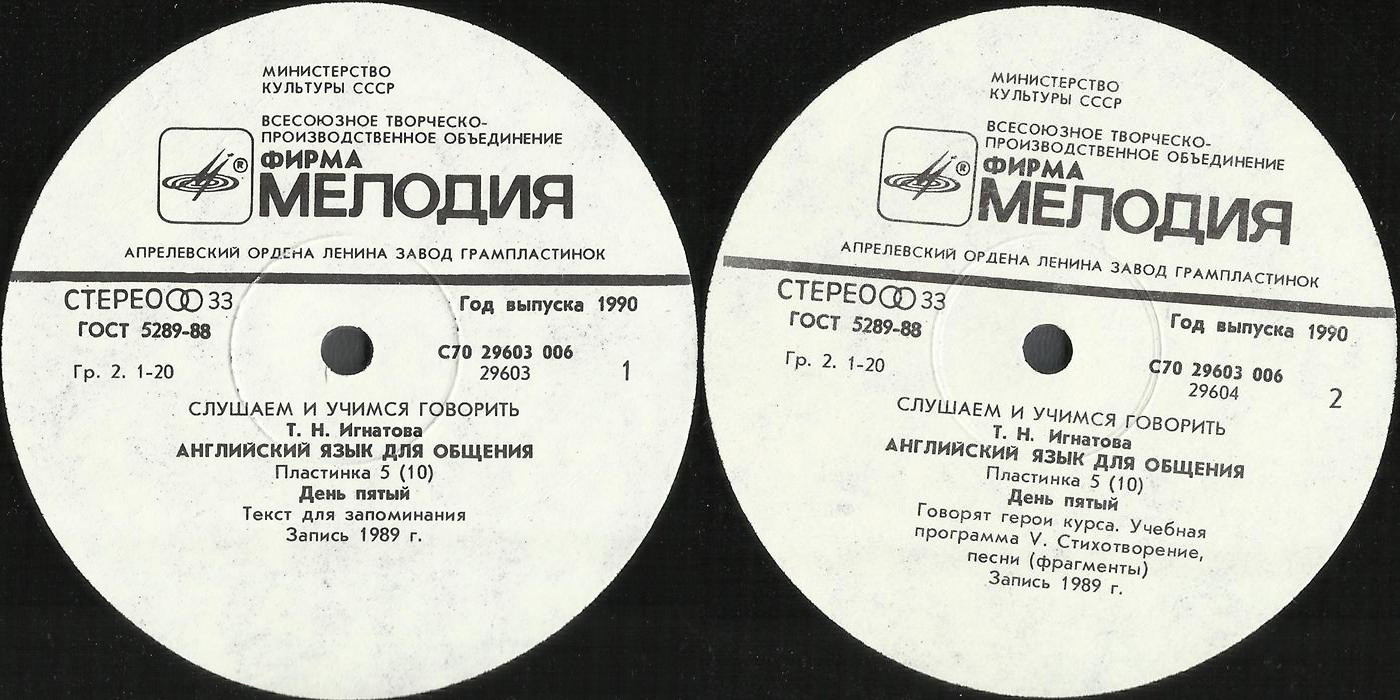 МИНИСТЕРСТВО
КУЛЬТУРЫ СССР
ВСЕСОЮЗНОЕ ТВОРЧЕСКО-
ПРОИЗВОДСТВЕННОЕ ОБЪЕДИНЕНИЕ
ФИРМА
®
МЕЛОДИЯ
АПРЕЛЕВСКИЙ ОРДЕНА ЛЕНИНА ЗАВОД ГРАМПЛАСТИНОК
СТЕРЕО 33
Год выпуска 1990
ГОСТ 5289-88
С70 29603 006
Гр. 2. 1-20
29603
1
СЛУШАЕМ И УЧИМСЯ ГОВОРИТЬ
Т. Н. Игнатова
АНГЛИЙСКИЙ ЯЗЫК ДЛЯ ОБЩЕНИЯ
Пластинка 5 (10)
День пятый
Текст для запоминания
Запись 1989 г.
МИНИСТЕРСТВО
КУЛЬТУРЫ СССР
ВСЕСОЮЗНОЕ ТВОРЧЕСКО-
ПРОИЗВОДСТВЕННОЕ ОБЪЕДИНЕНИЕ
ФИРМА
®
МЕЛОДИЯ
АПРЕЛЕВСКИЙ ОРДЕНА ЛЕНИНА ЗАВОД ГРАМПЛАСТИНОК
СТЕРЕО 33
Год выпуска 1990
ГОСТ 5289-88
С70 29603 006
Гр. 2. 1-20
29604
2
СЛУШАЕМ И УЧИМСЯ ГОВОРИТЬ
Т. Н. Игнатова
АНГЛИЙСКИЙ ЯЗЫК ДЛЯ ОБЩЕНИЯ
Пластинка 5 (10)
День пятый
Говорят герои курса. Учебная
программа V. Стихотворение,
песни (фрагменты)
Запись 1989 г.